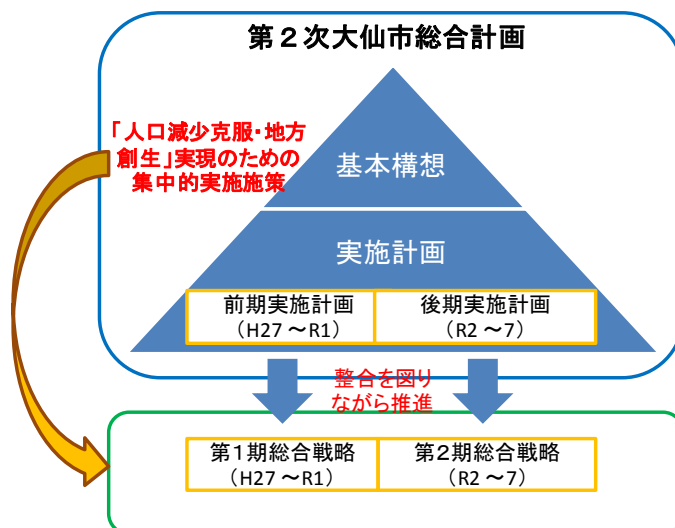 第２次大仙市総合計画
「人口減少克服・地方
創生」実現のための
集中的実施施策
基本構想
実施計画
前期実施計画
（H27～R1）
後期実施計画
（R2～7）
整合を図り
ながら推進
第１期総合戦略
（H27～R1）
第２期総合戦略
（R2～7）